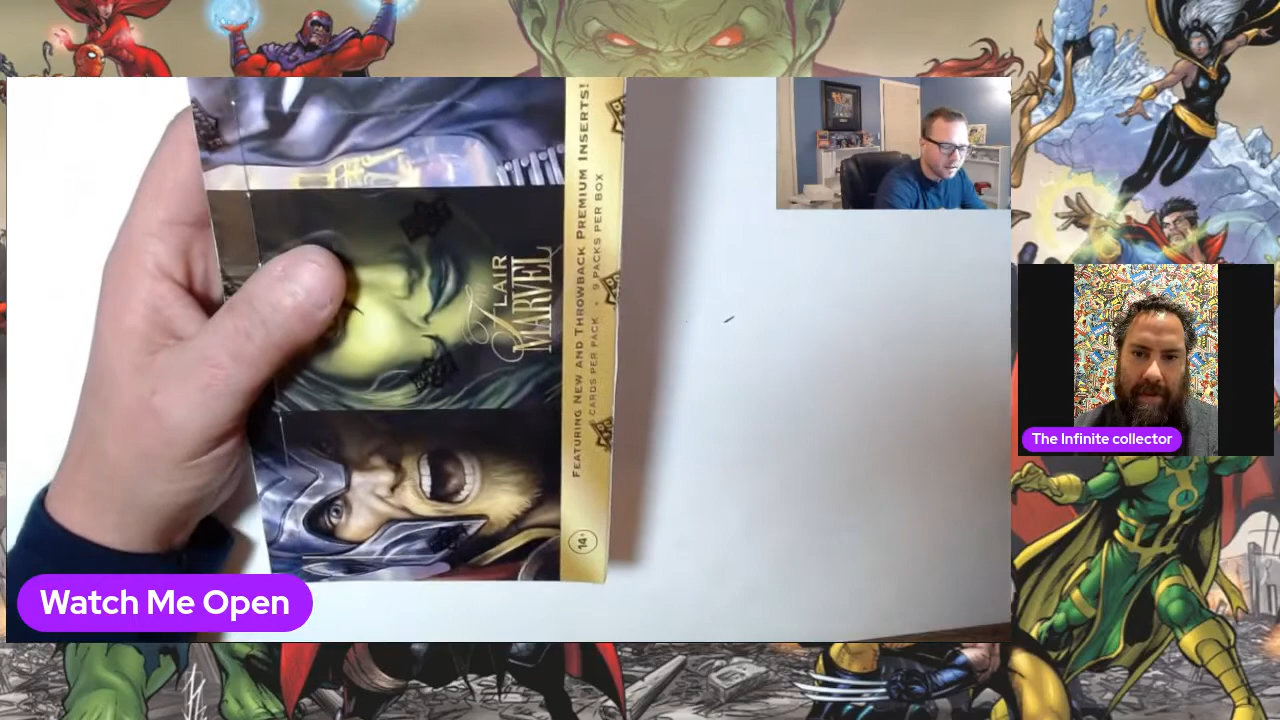 FEATURING NEW AND THROWBACK PREMIUM INSERTS!
CARDS PER PACK • 9 PACKS PER BOX
FLAIR
MARVEL
14+
The Infinite collector
Watch Me Open